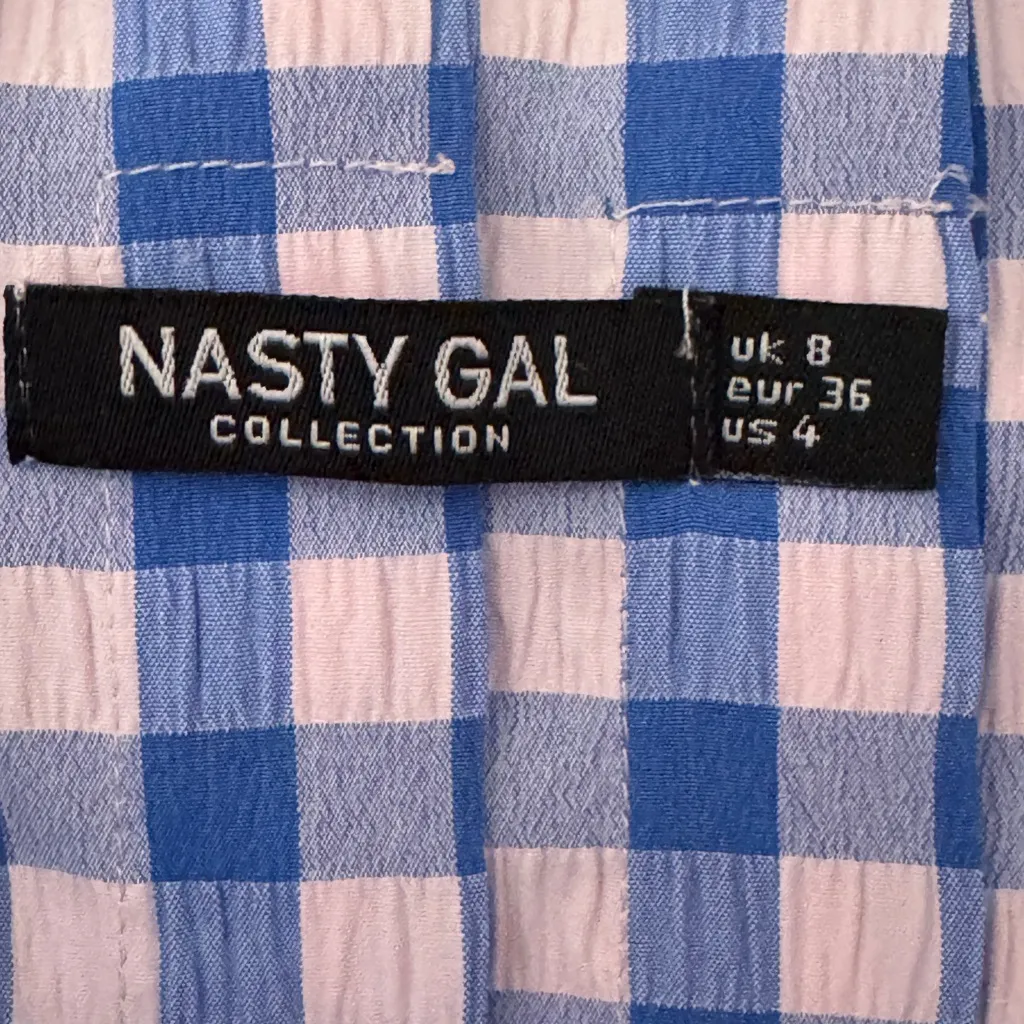 NASTY GAL
COLLECTION
uk 8
eur 36
us 4